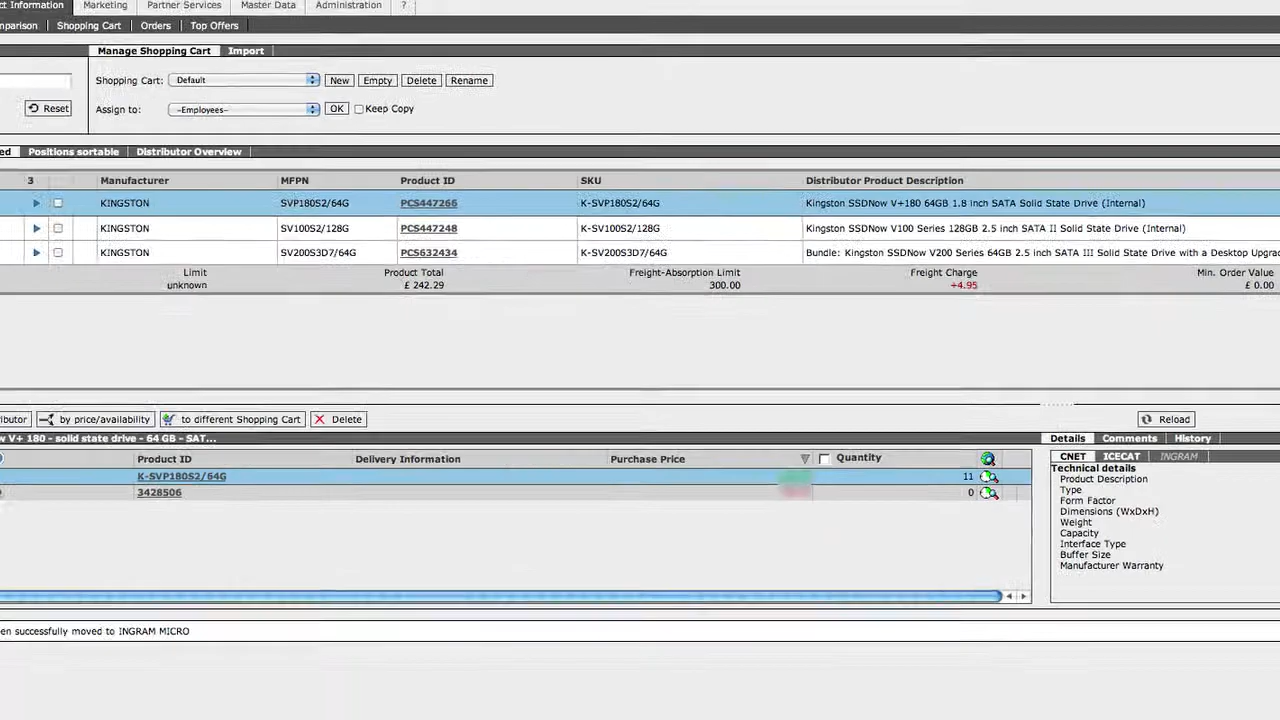 ct Information Marketing Partner Services Master Data Administration ?
mparison Shopping Cart Orders Top Offers
Manage Shopping Cart Import
Shopping Cart: Default New Empty Delete Rename
Reset Assign to: -Employees- OK Keep Copy
ed Positions sortable Distributor Overview
3 Manufacturer MFPN Product ID SKU Distributor Product Description
KINGSTON SVP180S2/64G PCS447266 K-SVP180S2/64G Kingston SSDNow V+180 64GB 1.8 inch SATA Solid State Drive (Internal)
KINGSTON SV100S2/128G PCS447248 K-SV100S2/128G Kingston SSDNow V100 Series 128GB 2.5 inch SATA II Solid State Drive (Internal)
KINGSTON SV200S3D7/64G PCS632434 K-SV200S3D7/64G Bundle: Kingston SSDNow V200 Series 64GB 2.5 inch SATA III Solid State Drive with a Desktop Upgra
Limit Product Total Freight-Absorption Limit Freight Charge Min. Order Value
unknown £ 242.29 300.00 +4.95 £ 0.00
ibutor by price/availability to different Shopping Cart Delete Reload
w V+ 180 - solid state drive - 64 GB - SAT... Details Comments History
Product ID Delivery Information Purchase Price Quantity
K-SVP180S2/64G 11
3428506 0
CNET ICECAT INGRAM
Technical details
Product Description
Type
Form Factor
Dimensions (WxDxH)
Weight
Capacity
Interface Type
Buffer Size
Manufacturer Warranty
en successfully moved to INGRAM MICRO